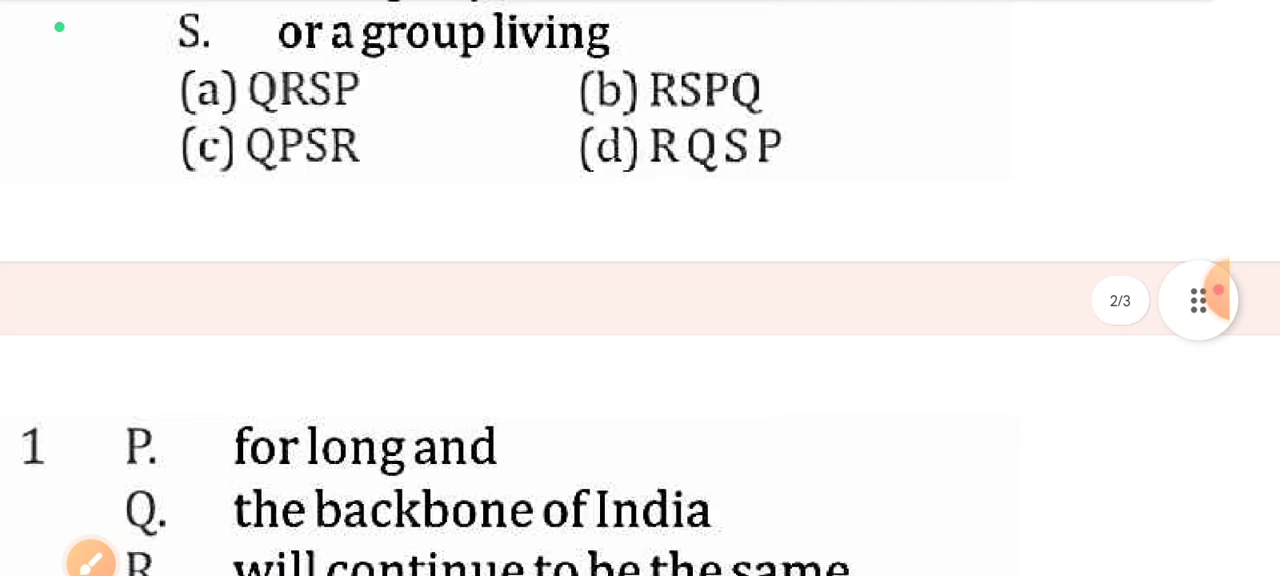 S. or a group living
(a) QRSP (b) RSPQ
(c) QPSR (d) R Q S P
2/3
1 P. for long and
Q. the backbone of India
R will continue to be the same